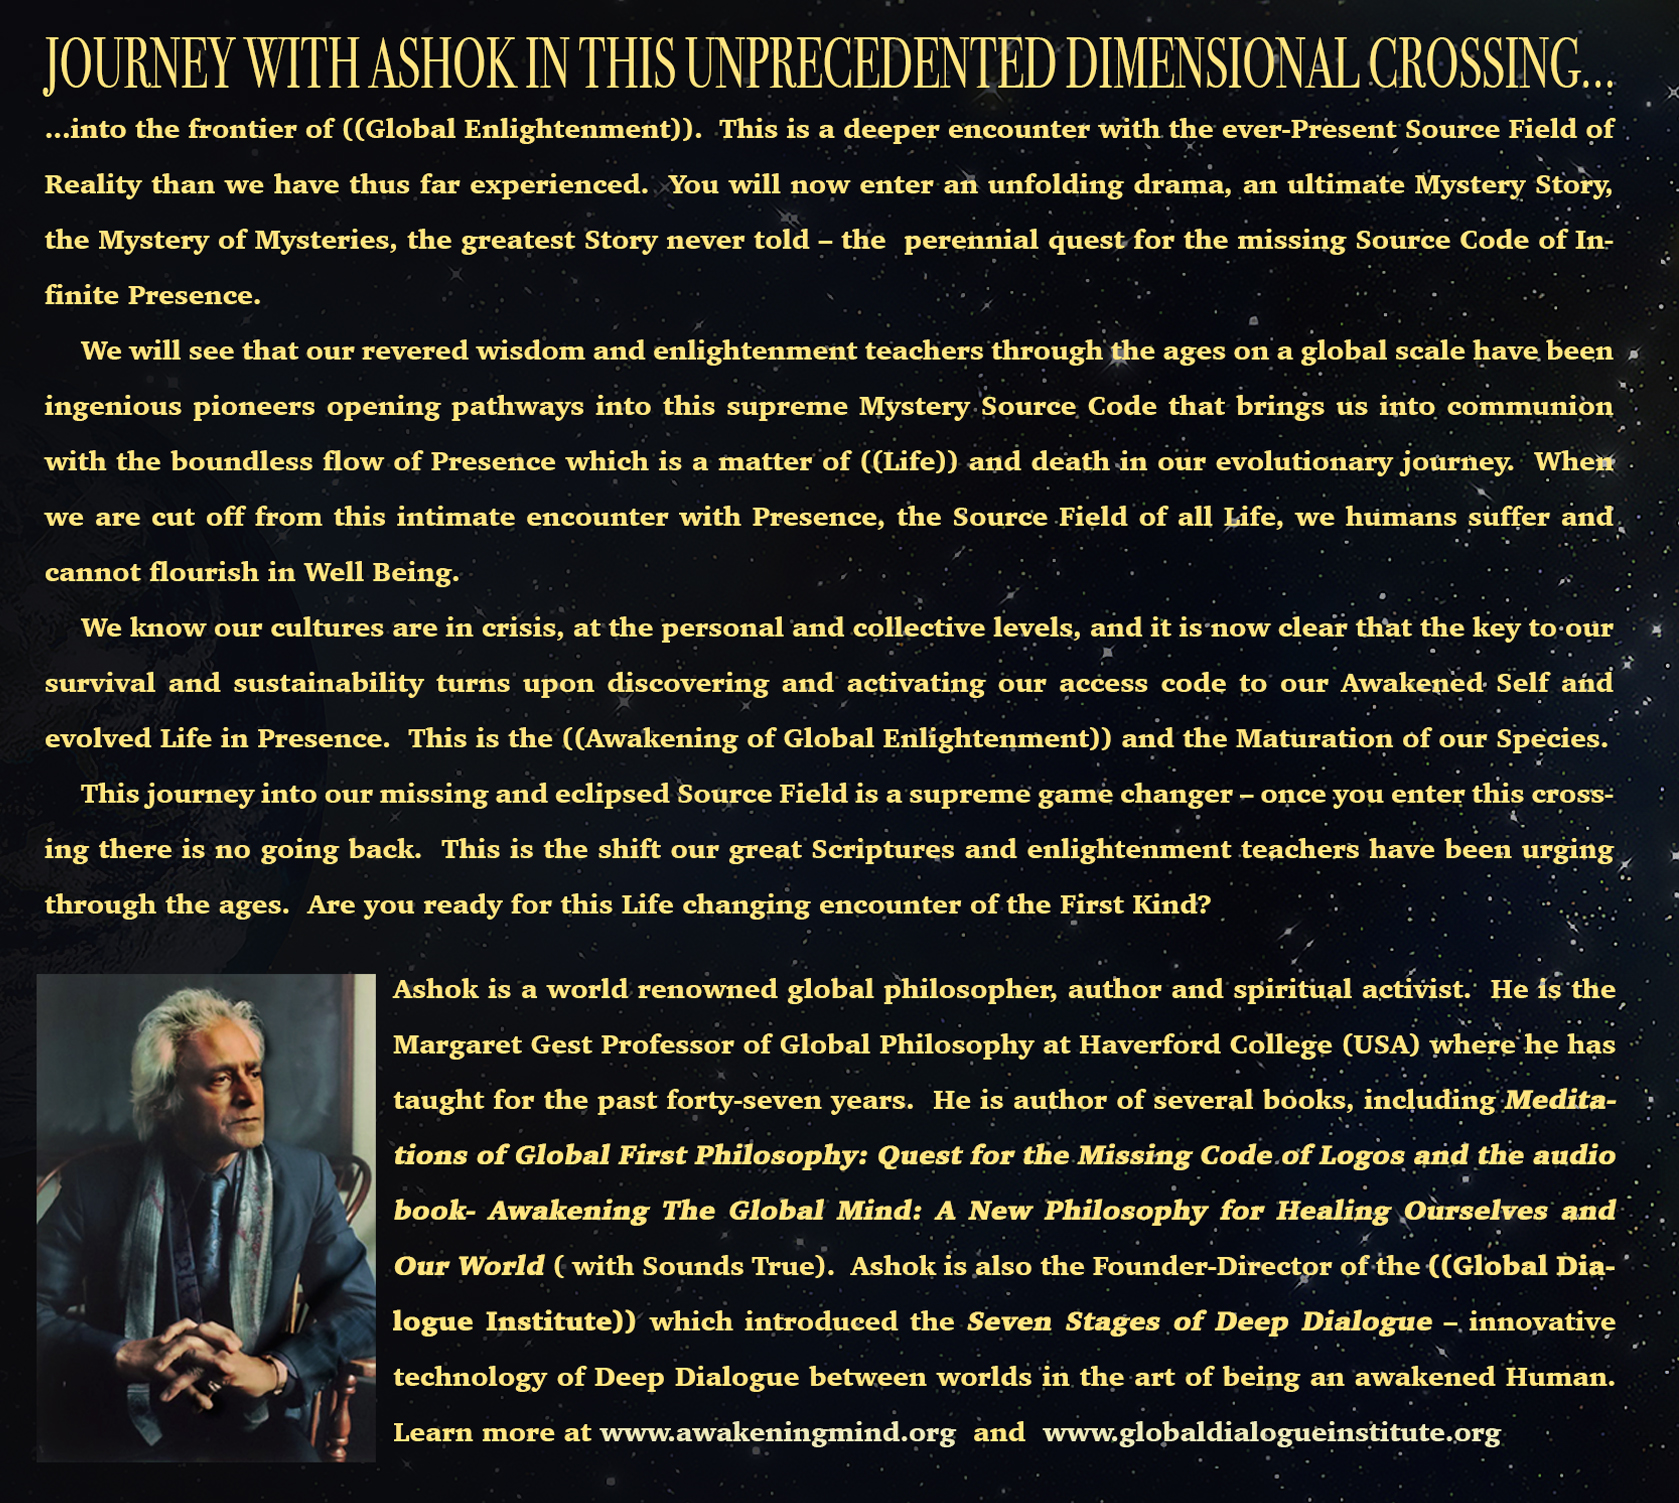 JOURNEY WITH ASHOK IN THIS UNPRECEDENTED DIMENSIONAL CROSSING...
...into the frontier of ((Global Enlightenment)).  This is a deeper encounter with the ever-Present Source Field of
Reality than we have thus far experienced.  You will now enter an unfolding drama, an ultimate Mystery Story,
the Mystery of Mysteries, the greatest Story never told – the  perennial quest for the missing Source Code of In-
finite Presence.
We will see that our revered wisdom and enlightenment teachers through the ages on a global scale have been
ingenious pioneers opening pathways into this supreme Mystery Source Code that brings us into communion
with the boundless flow of Presence which is a matter of ((Life)) and death in our evolutionary journey.  When
we are cut off from this intimate encounter with Presence, the Source Field of all Life, we humans suffer and
cannot flourish in Well Being.
We know our cultures are in crisis, at the personal and collective levels, and it is now clear that the key to our
survival and sustainability turns upon discovering and activating our access code to our Awakened Self and
evolved Life in Presence.  This is the ((Awakening of Global Enlightenment)) and the Maturation of our Species.
This journey into our missing and eclipsed Source Field is a supreme game changer – once you enter this cross-
ing there is no going back.  This is the shift our great Scriptures and enlightenment teachers have been urging
through the ages.  Are you ready for this Life changing encounter of the First Kind?
Ashok is a world renowned global philosopher, author and spiritual activist.  He is the
Margaret Gest Professor of Global Philosophy at Haverford College (USA) where he has
taught for the past forty-seven years.  He is author of several books, including Medita-
tions of Global First Philosophy: Quest for the Missing Code of Logos and the audio
book- Awakening The Global Mind: A New Philosophy for Healing Ourselves and
Our World ( with Sounds True).  Ashok is also the Founder-Director of the ((Global Dia-
logue Institute)) which introduced the Seven Stages of Deep Dialogue – innovative
technology of Deep Dialogue between worlds in the art of being an awakened Human.
Learn more at www.awakeningmind.org  and  www.globaldialogueinstitute.org